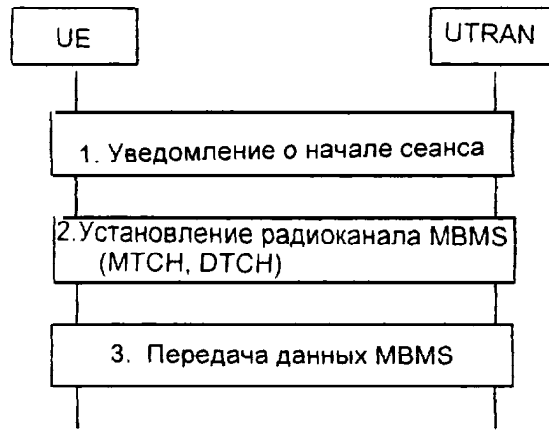 UE
UTRAN
1. Уведомление о начале сеанса
2.Установление радиоканала MBMS
(MTCH, DTCH)
3. Передача данных MBMS